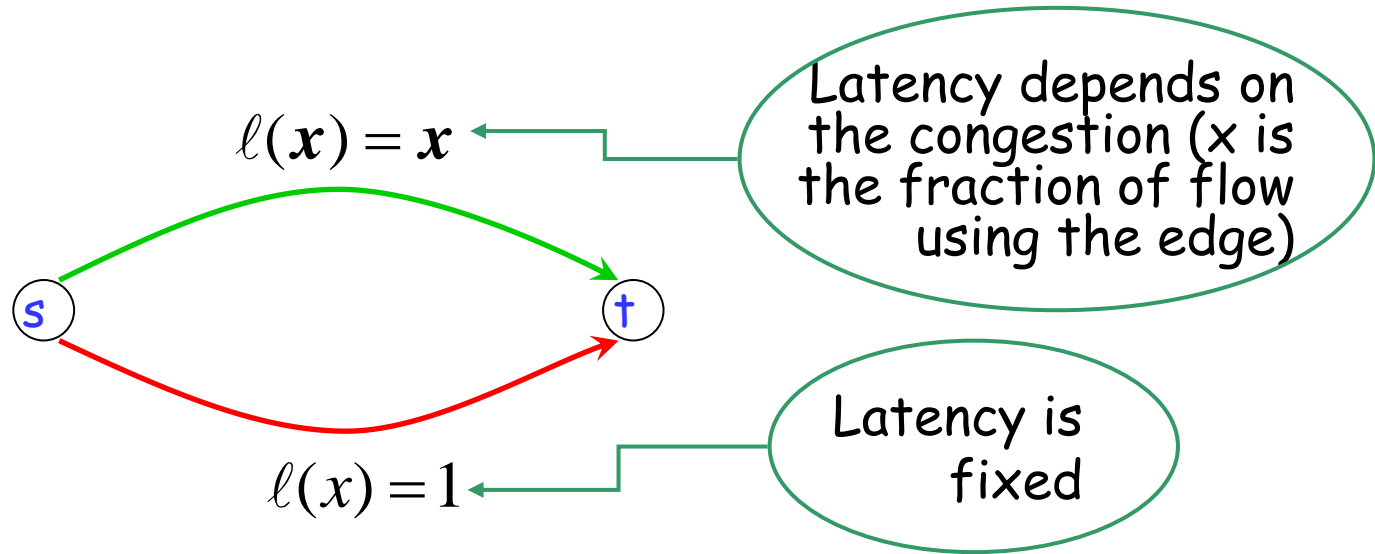 ℓ(x) = x
Latency depends on
the congestion (x is
the fraction of flow
using the edge)
s
t
Latency is
fixed
ℓ(x) = 1